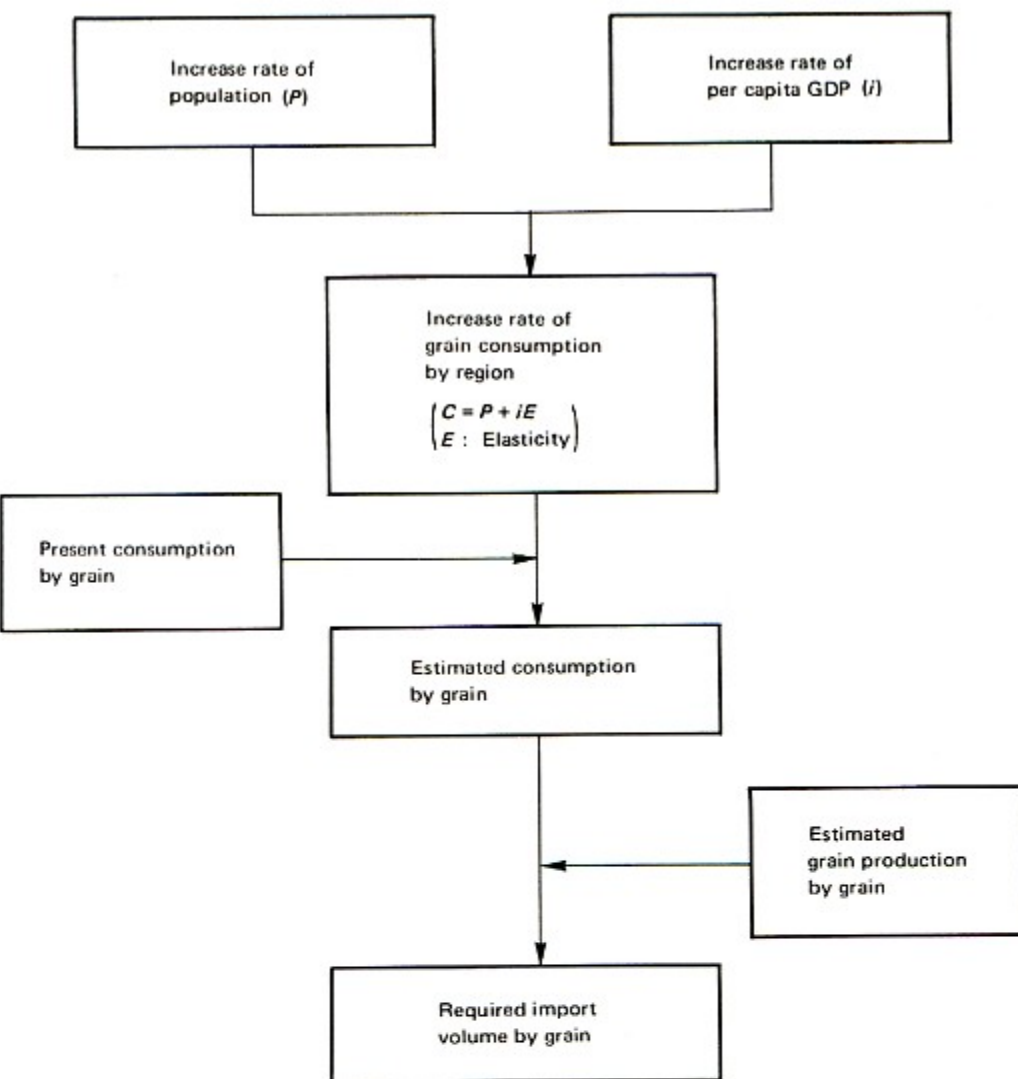 Increase rate of
population (P)
Increase rate of
per capita GDP (i)
Increase rate of
grain consumption
by region
C = P + iE
E : Elasticity
Present consumption
by grain
Estimated consumption
by grain
Estimated
grain production
by grain
Required import
volume by grain